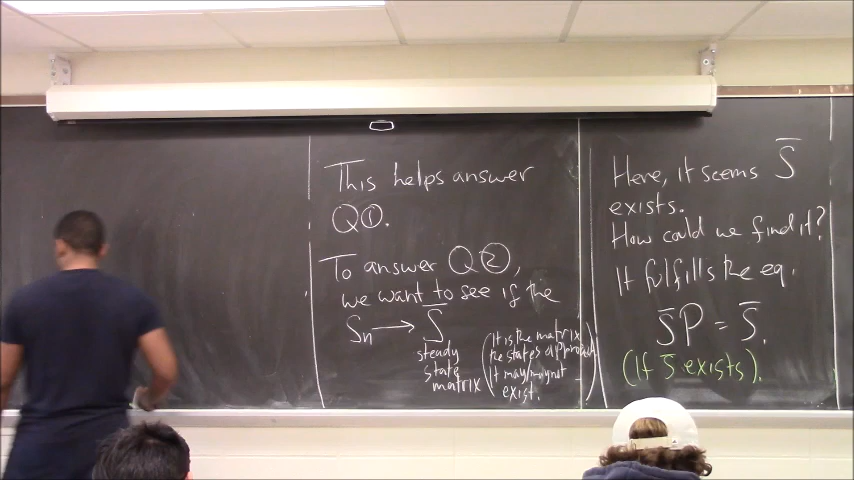 This helps answer
Q①.
To answer Q②,
we want to see if the
Sn → S̅
steady
state
matrix
(It is the matrix
the states approach
It may/may not
exist.)
Here, it seems S̅
exists.
How could we find it?
It fulfills the eq.
S̅P = S̅.
(If S̅ exists).